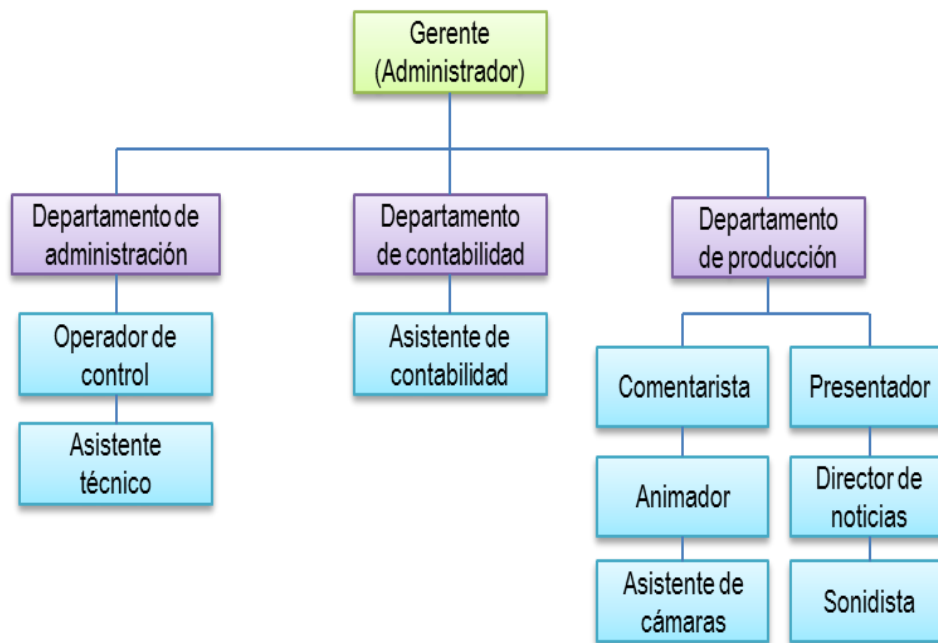 Gerente
(Administrador)
Departamento de
administración
Departamento
de contabilidad
Departamento
de producción
Operador de
control
Asistente de
contabilidad
Asistente
técnico
Comentarista
Presentador
Animador
Director de
noticias
Asistente de
cámaras
Sonidista